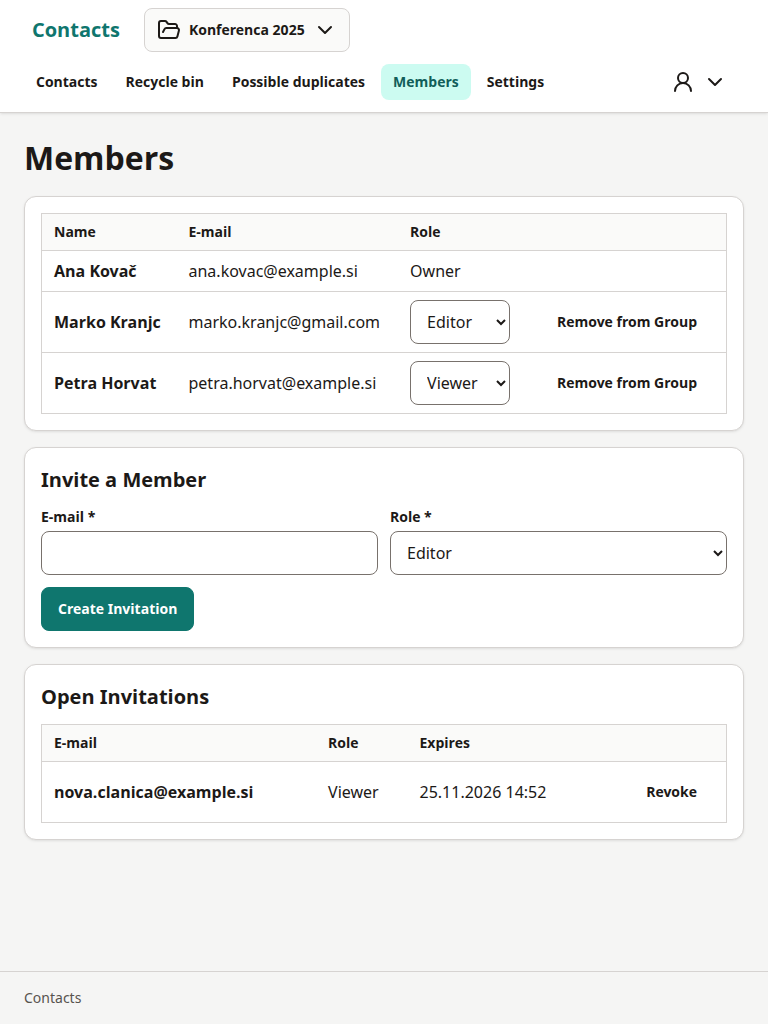 Contacts
Konferenca 2025
Contacts Recycle bin Possible duplicates Members Settings
Members
Name E-mail Role
Ana Kovač ana.kovac@example.si Owner
Marko Kranjc marko.kranjc@gmail.com Editor Remove from Group
Petra Horvat petra.horvat@example.si Viewer Remove from Group
Invite a Member
E-mail * Role *
Editor
Create Invitation
Open Invitations
E-mail Role Expires
nova.clanica@example.si Viewer 25.11.2026 14:52 Revoke
Contacts